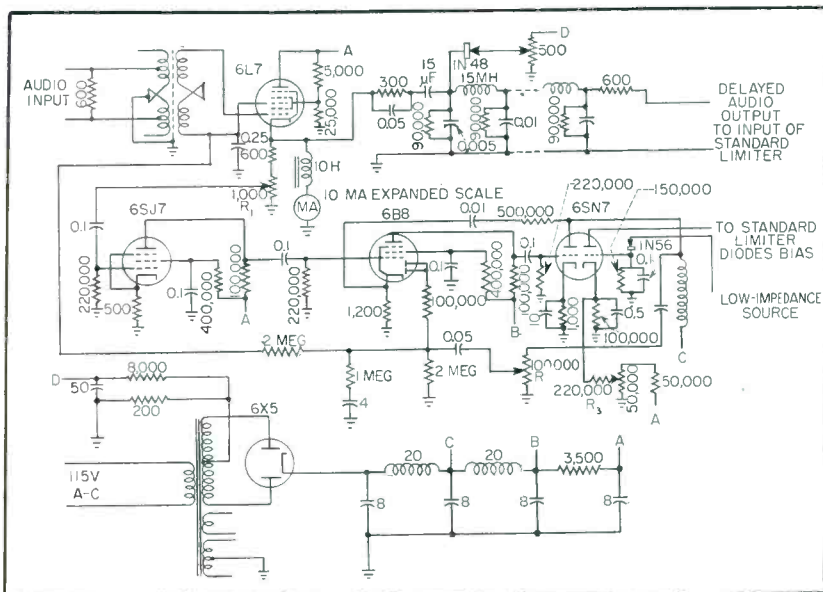 A
D
6L7
15 µF
1N 48
500
AUDIO INPUT
600
5,000
300
15MH
600
DELAYED AUDIO OUTPUT TO INPUT OF STANDARD LIMITER
25,000
0.05
90,000
0.005
90,000
0.01
90,000
0.25
600
10H
1,000
R1
MA
10 MA EXPANDED SCALE
220,000
150,000
0.1
6SJ7
6B8
0.01
500,000
6SN7
TO STANDARD LIMITER DIODES BIAS
1N56
0.1
0.1
0.1
220,000
500
0.1
400,000
100,000
A
220,000
1,200
0.1
100,000
400,000
B
10
0.5
100,000
LOW-IMPEDANCE SOURCE
C
2 MEG
0.05
1 MEG
4
2 MEG
100,000
R
220,000
R3
50,000
50,000
A
D
50
8,000
200
6X5
115V A-C
20
C
20
B
3,500
A
8
8
8
8